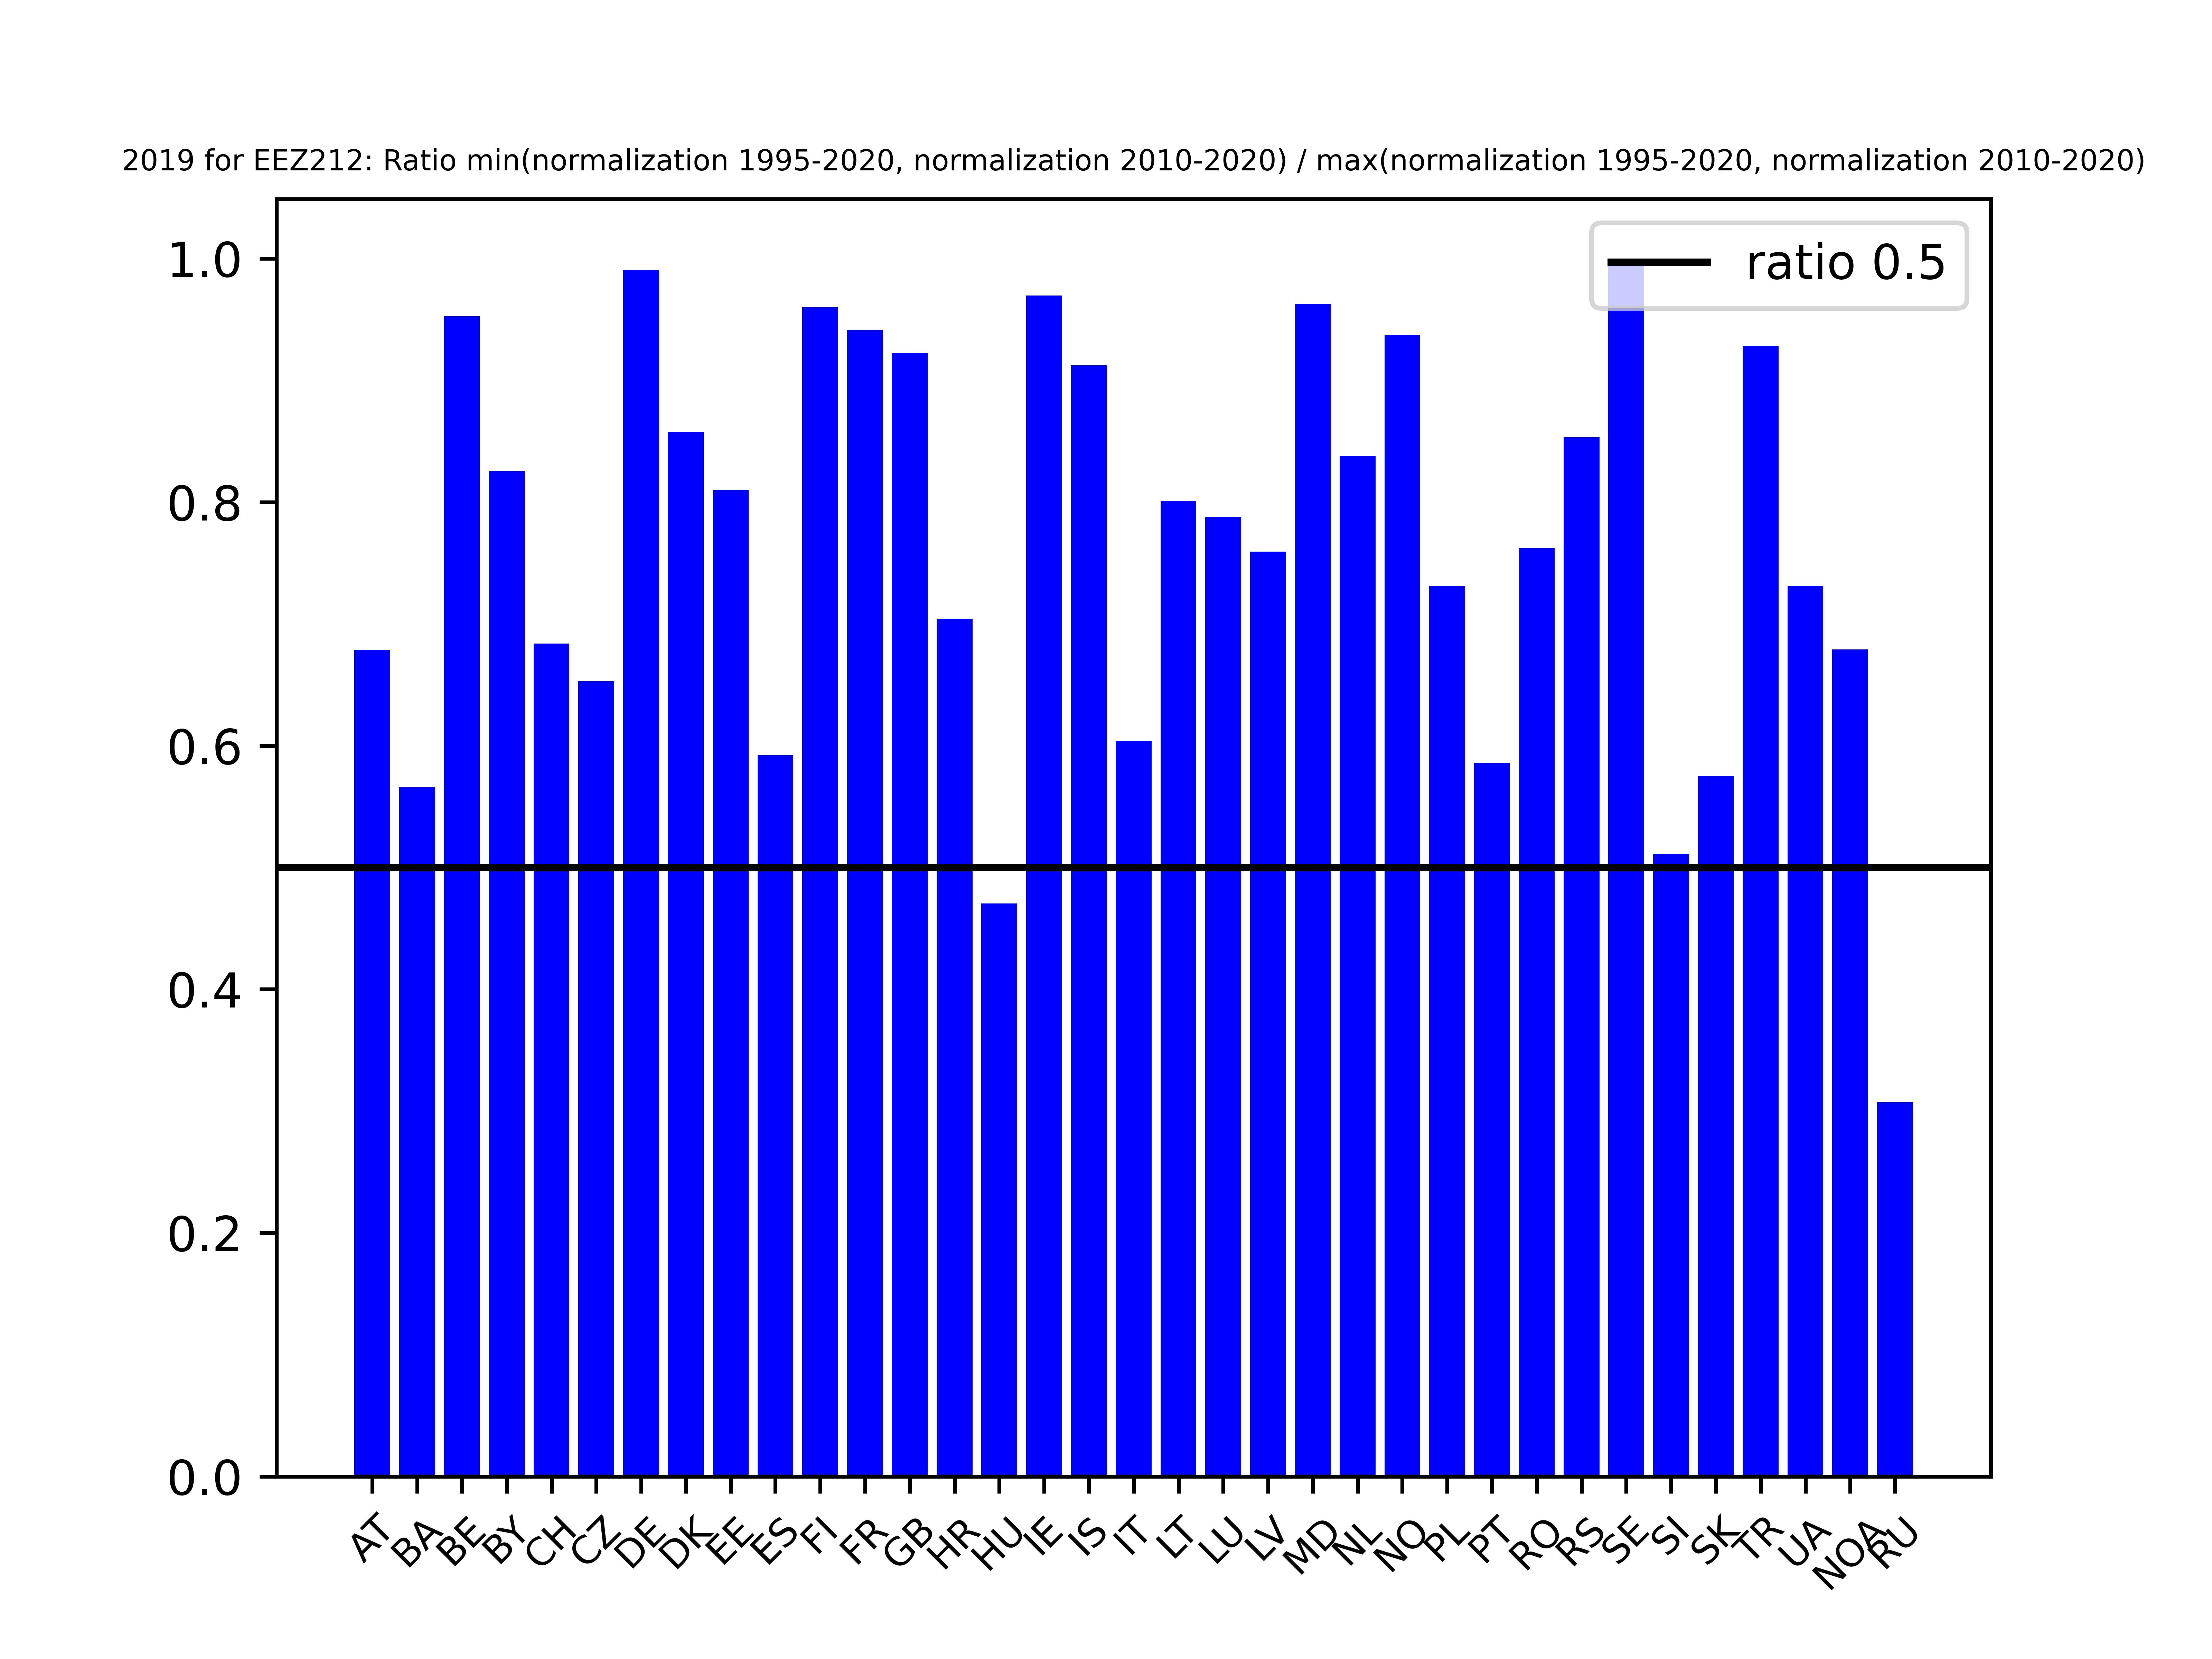 2019 for EEZ212: Ratio min(normalization 1995-2020, normalization 2010-2020) / max(normalization 1995-2020, normalization 2010-2020)
ratio 0.5
1.0
0.8
0.6
0.4
0.2
0.0
AT BA BE BY CH CZ DE DK EE ES FI FR GB HR HU IE IS IT LT LU LV MD NL NO PL PT RO RS SE SI SK TR UA NOA RU